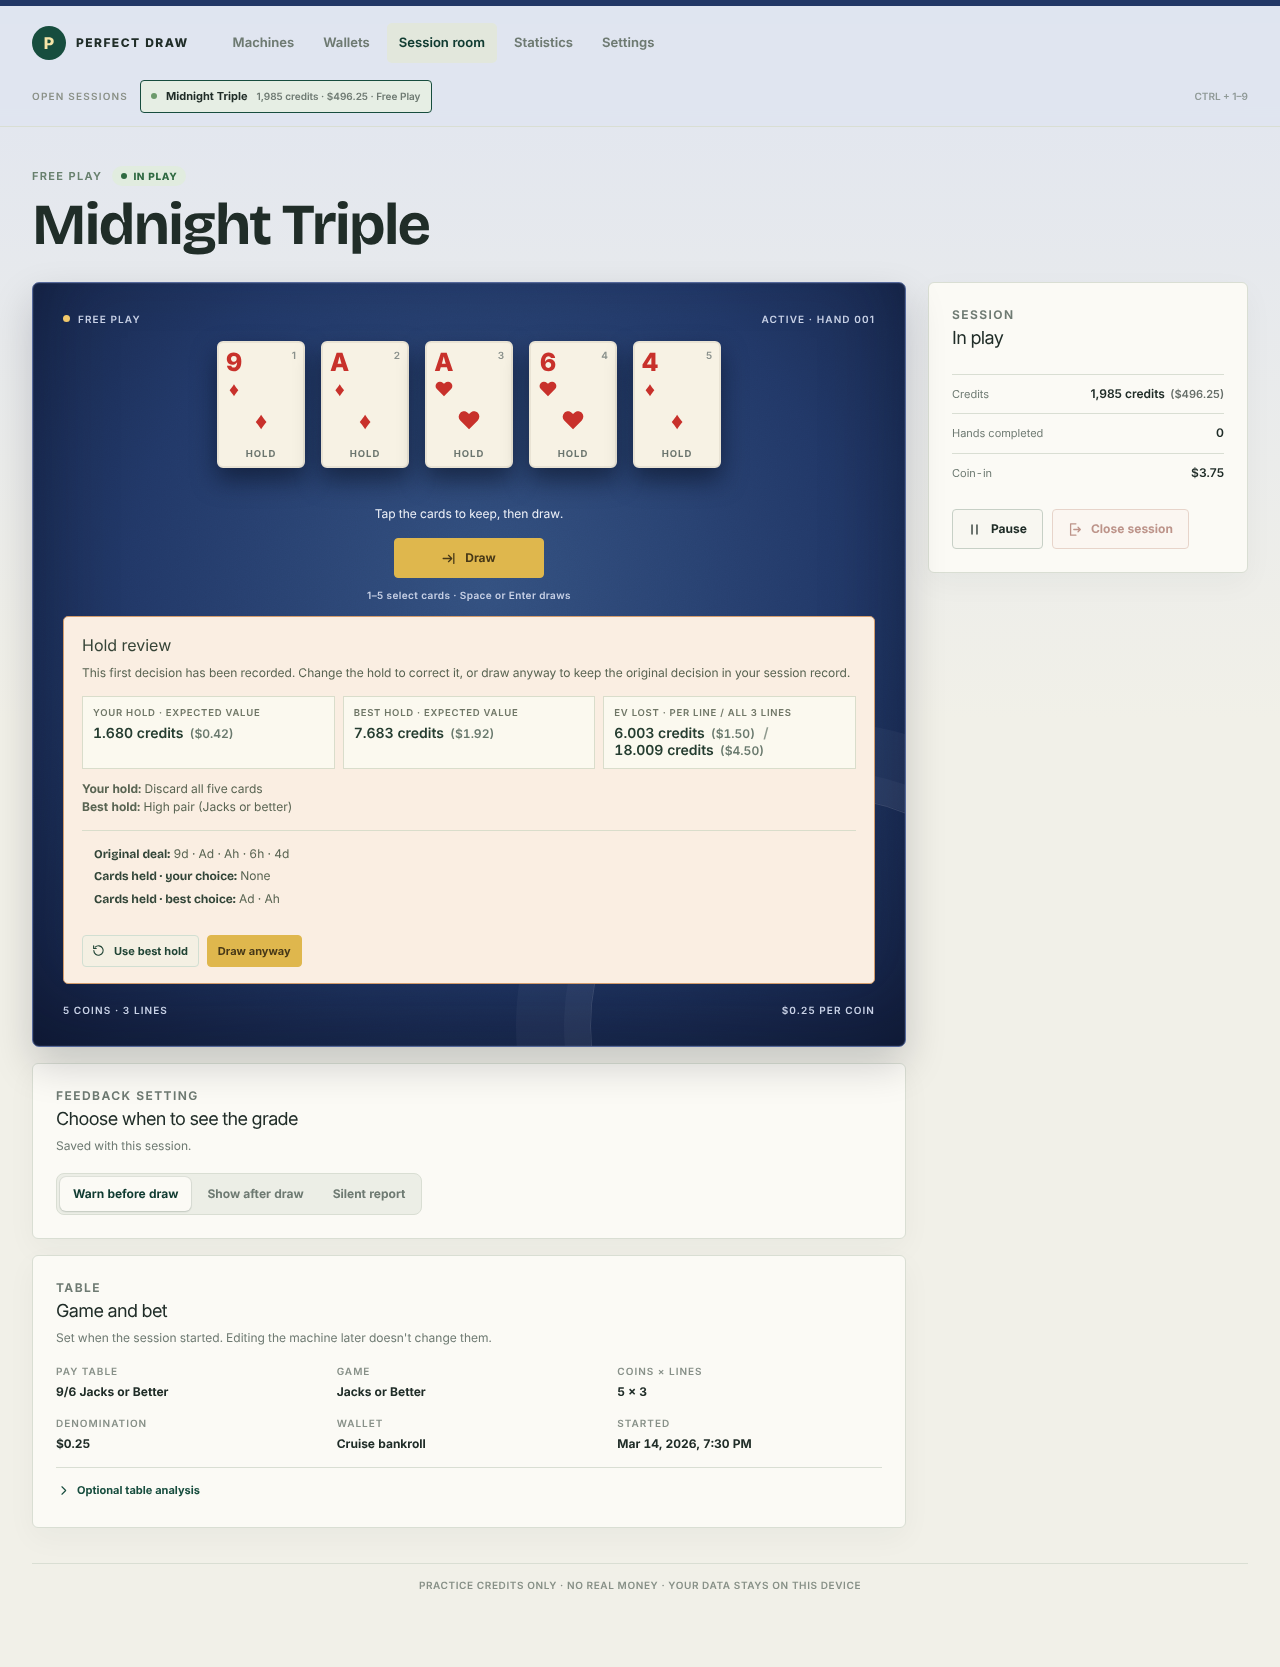 P PERFECT DRAW Machines Wallets Session room Statistics Settings
OPEN SESSIONS Midnight Triple 1,985 credits · $496.25 · Free Play CTRL + 1–9
FREE PLAY IN PLAY
Midnight Triple
FREE PLAY ACTIVE · HAND 001
9 1 A 2 A 3 6 4 4 5
♦ ♦ ♥ ♥ ♦
♦ ♦ ♥ ♥ ♦
HOLD HOLD HOLD HOLD HOLD
Tap the cards to keep, then draw.
Draw
1–5 select cards · Space or Enter draws
Hold review
This first decision has been recorded. Change the hold to correct it, or draw anyway to keep the original decision in your session record.
YOUR HOLD · EXPECTED VALUE
1.680 credits ($0.42)
BEST HOLD · EXPECTED VALUE
7.683 credits ($1.92)
EV LOST · PER LINE / ALL 3 LINES
6.003 credits ($1.50) /
18.009 credits ($4.50)
Your hold: Discard all five cards
Best hold: High pair (Jacks or better)
Original deal: 9d · Ad · Ah · 6h · 4d
Cards held · your choice: None
Cards held · best choice: Ad · Ah
Use best hold Draw anyway
5 COINS · 3 LINES $0.25 PER COIN
SESSION
In play
Credits 1,985 credits ($496.25)
Hands completed 0
Coin-in $3.75
Pause Close session
FEEDBACK SETTING
Choose when to see the grade
Saved with this session.
Warn before draw Show after draw Silent report
TABLE
Game and bet
Set when the session started. Editing the machine later doesn't change them.
PAY TABLE GAME COINS × LINES
9/6 Jacks or Better Jacks or Better 5 × 3
DENOMINATION WALLET STARTED
$0.25 Cruise bankroll Mar 14, 2026, 7:30 PM
Optional table analysis
PRACTICE CREDITS ONLY · NO REAL MONEY · YOUR DATA STAYS ON THIS DEVICE